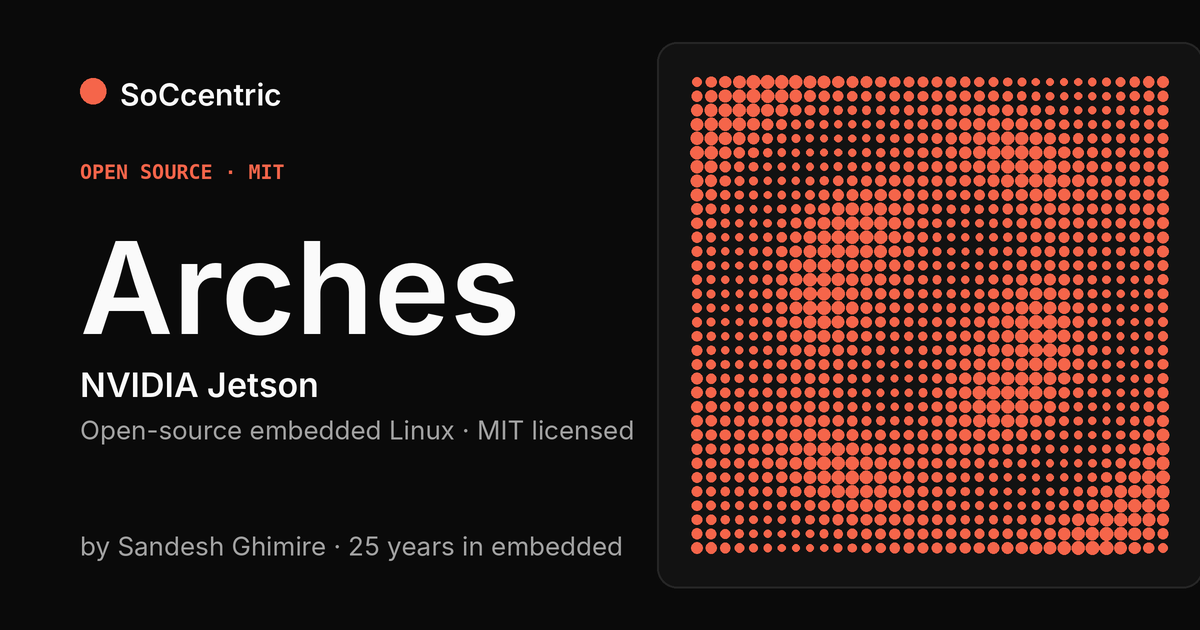 SoCcentric
OPEN SOURCE · MIT
Arches
NVIDIA Jetson
Open-source embedded Linux · MIT licensed
by Sandesh Ghimire · 25 years in embedded